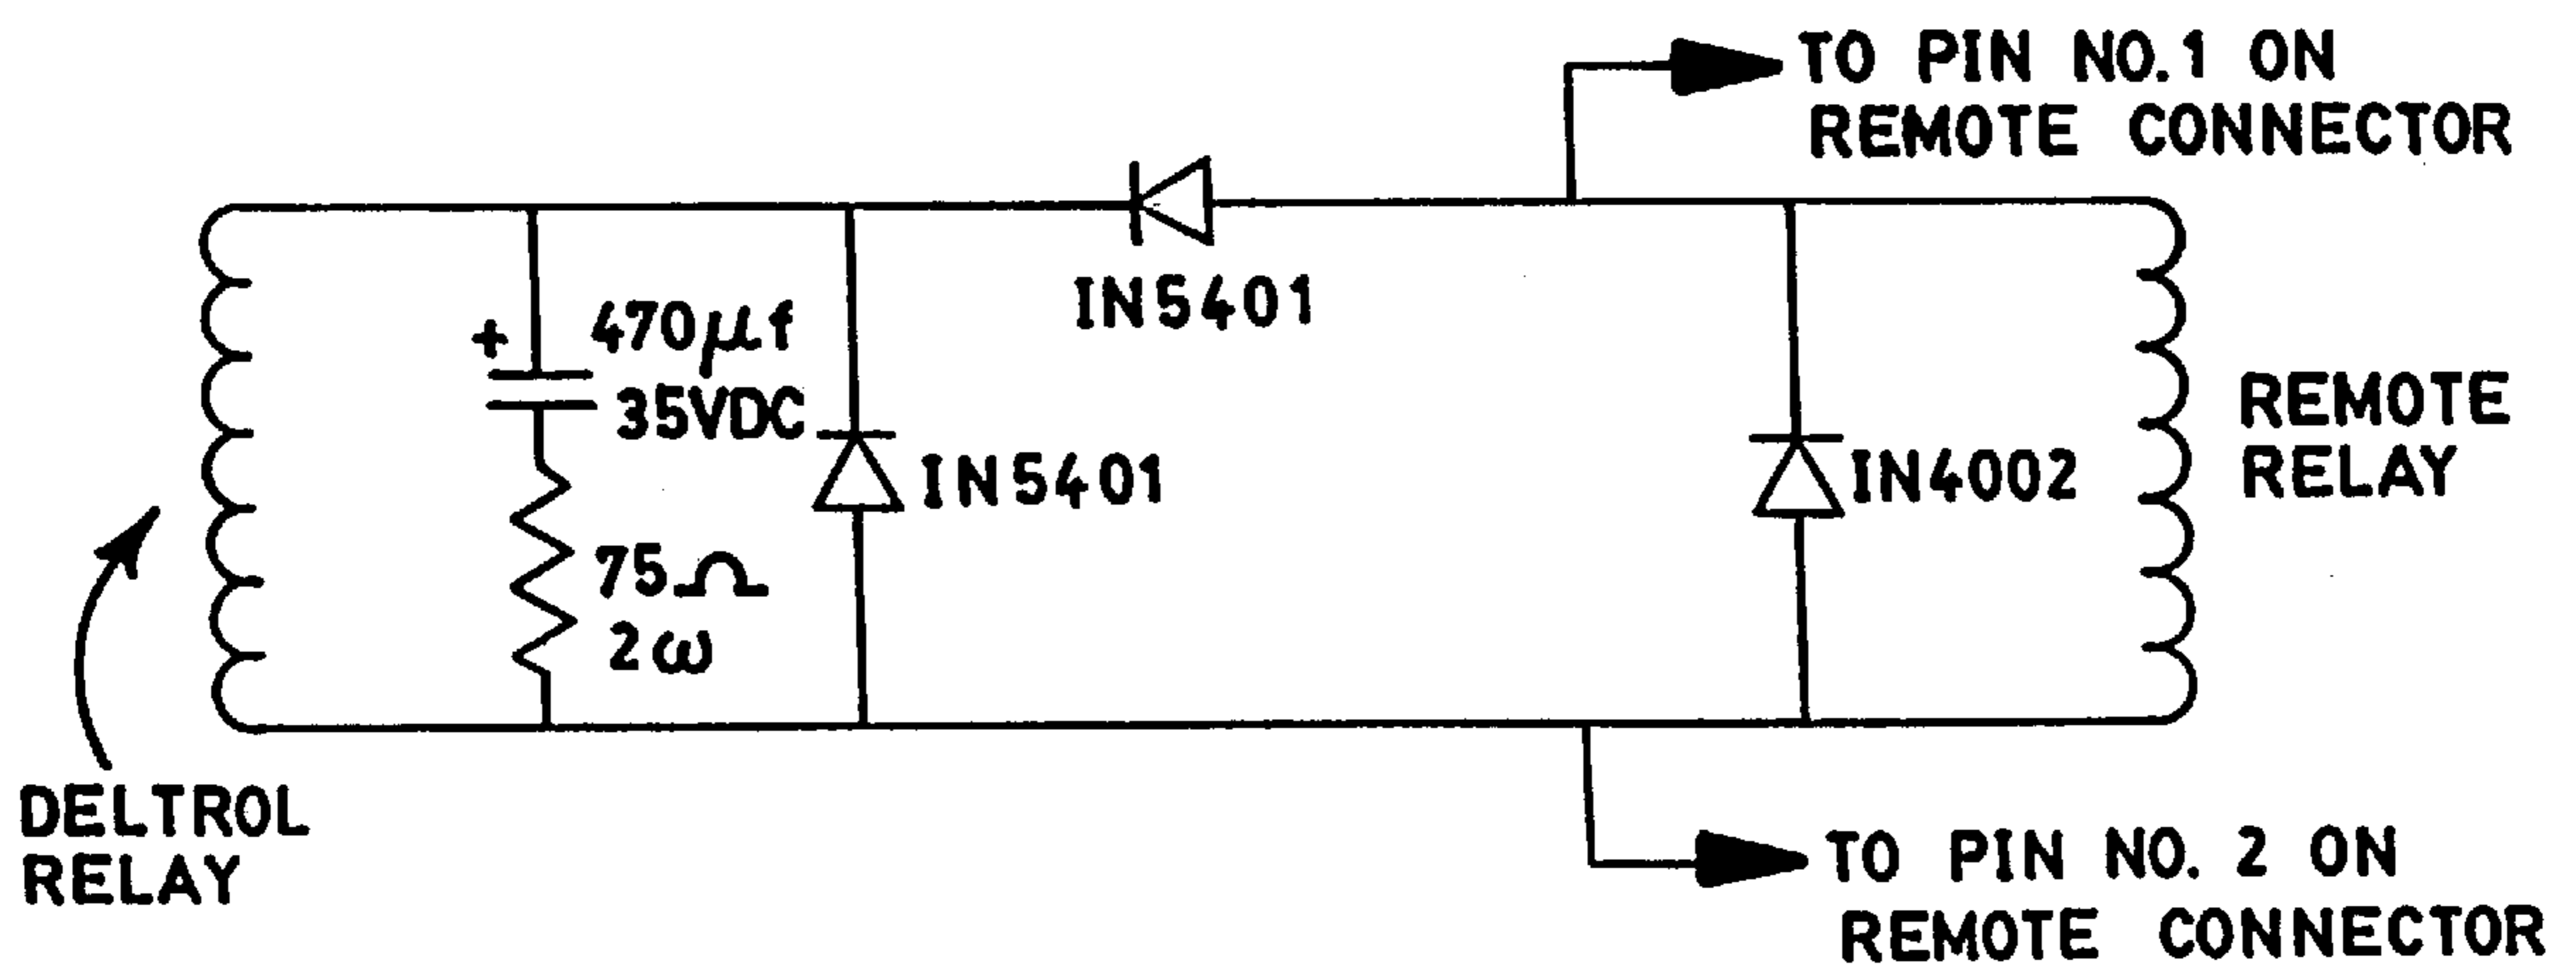 TO PIN NO. 1 ON
REMOTE CONNECTOR
IN5401
+ 470μf
35VDC
IN5401
IN4002
REMOTE
RELAY
75Ω
2ω
DELTROL
RELAY
TO PIN NO. 2 ON
REMOTE CONNECTOR